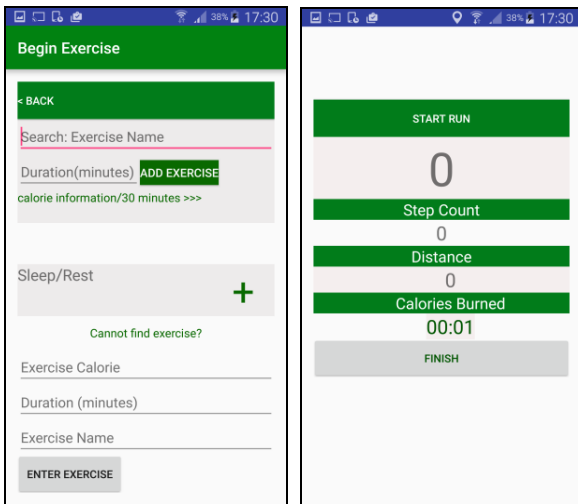 38% 17:30
Begin Exercise
< BACK
Search: Exercise Name
Duration(minutes) ADD EXERCISE
calorie information/30 minutes >>>
Sleep/Rest
+
Cannot find exercise?
Exercise Calorie
Duration (minutes)
Exercise Name
ENTER EXERCISE
38% 17:30
START RUN
0
Step Count
0
Distance
0
Calories Burned
00:01
FINISH